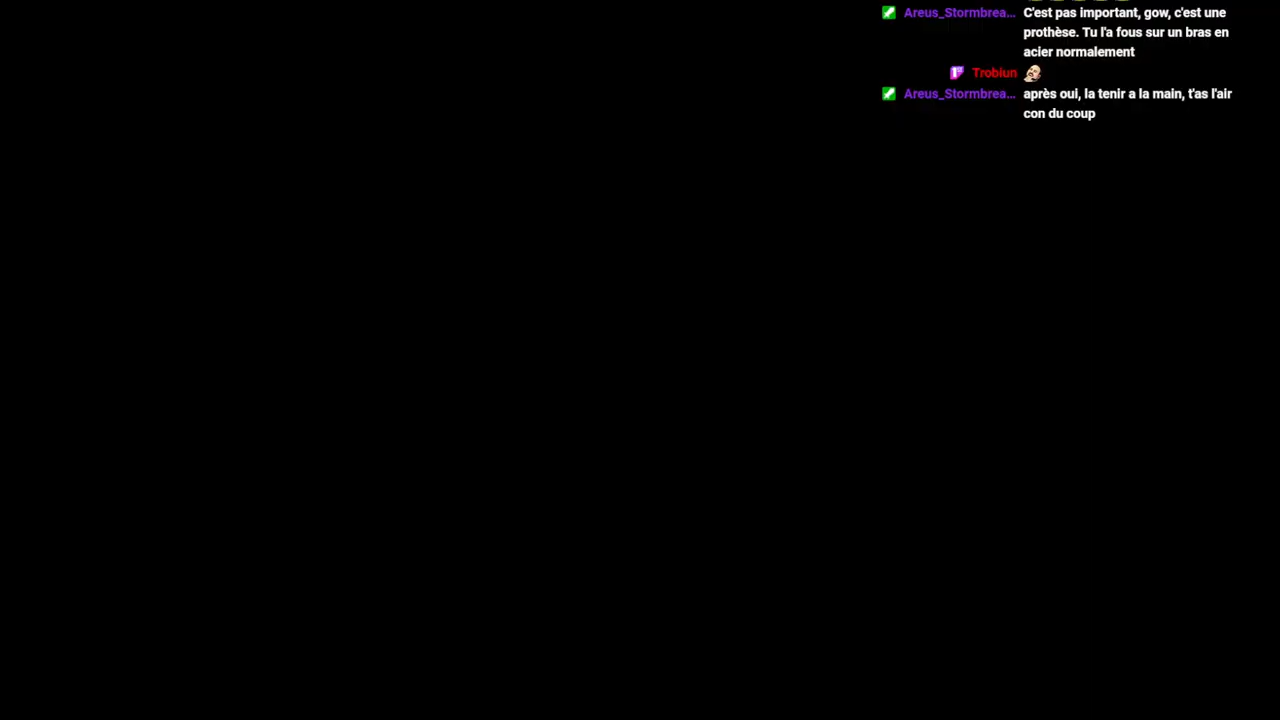 Areus_Stormbrea... C'est pas important, gow, c'est une
prothèse. Tu l'a fous sur un bras en
acier normalement
Troblun
Areus_Stormbrea... après oui, la tenir a la main, t'as l'air
con du coup